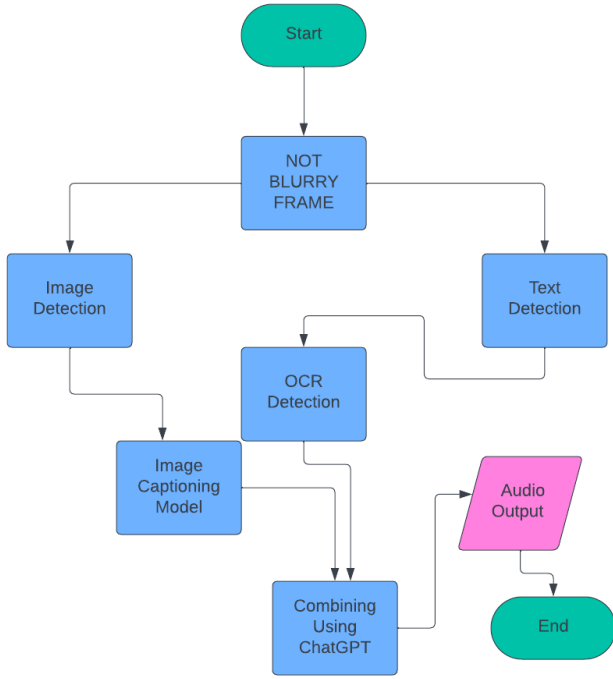 Start
NOT
BLURRY
FRAME
Image
Detection
Text
Detection
OCR
Detection
Image
Captioning
Model
Audio
Output
Combining
Using
ChatGPT
End